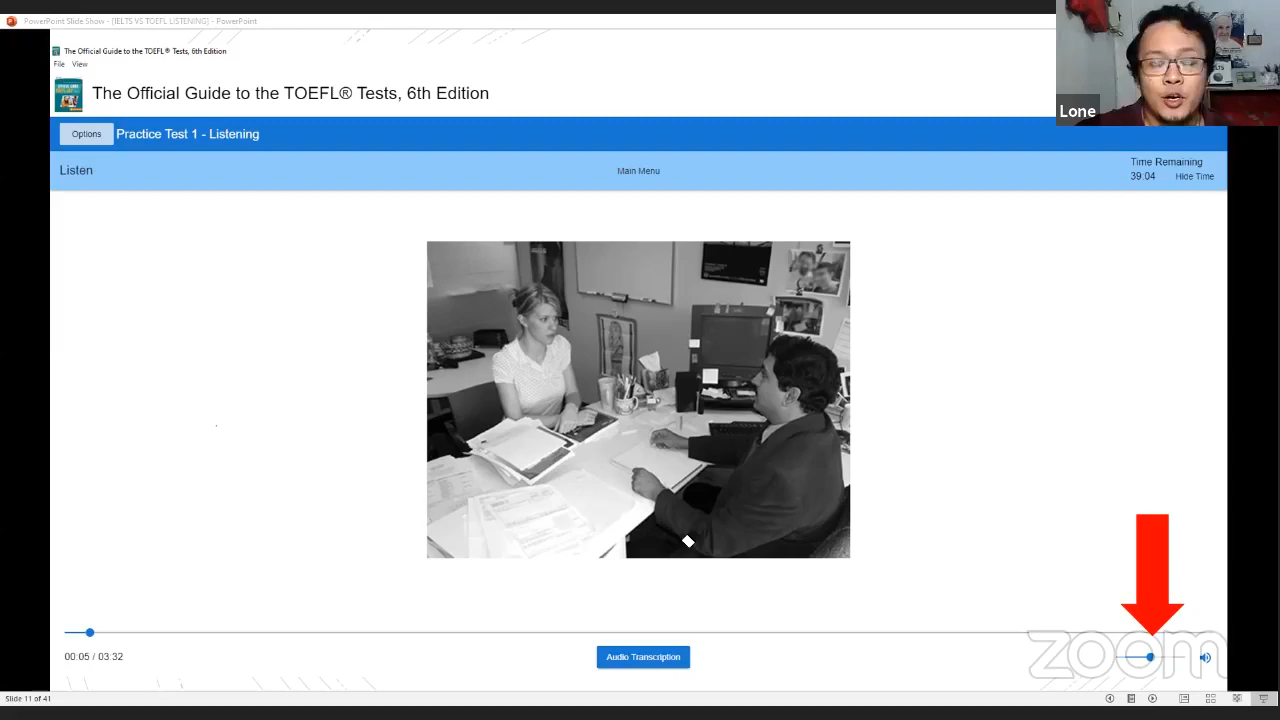 PowerPoint Slide Show - [IELTS VS TOEFL LISTENING] - PowerPoint
The Official Guide to the TOEFL® Tests, 6th Edition
File View
The Official Guide to the TOEFL® Tests, 6th Edition
Lone
Options Practice Test 1 - Listening
Listen
Main Menu
Time Remaining
39:04 Hide Time
00:05 / 03:32
Audio Transcription
zoom
Slide 11 of 41